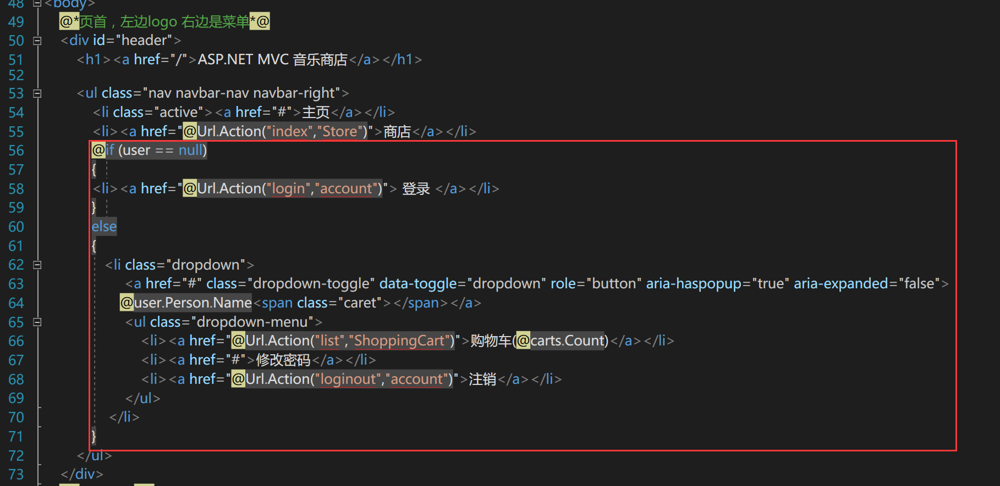 48 <body>
49 @*页首，左边logo 右边是菜单*@
50 <div id="header">
51 <h1><a href="/">ASP.NET MVC 音乐商店</a></h1>
52
53 <ul class="nav navbar-nav navbar-right">
54 <li class="active"><a href="#">主页</a></li>
55 <li><a href="@Url.Action("index","Store")">商店</a></li>
56 @if (user == null)
57 {
58 <li><a href="@Url.Action("login","account")"> 登录 </a></li>
59 }
60 else
61 {
62 <li class="dropdown">
63 <a href="#" class="dropdown-toggle" data-toggle="dropdown" role="button" aria-haspopup="true" aria-expanded="false">
64 @user.Person.Name<span class="caret"></span></a>
65 <ul class="dropdown-menu">
66 <li><a href="@Url.Action("list","ShoppingCart")">购物车(@carts.Count)</a></li>
67 <li><a href="#">修改密码</a></li>
68 <li><a href="@Url.Action("loginout","account")">注销</a></li>
69 </ul>
70 </li>
71 }
72 </ul>
73 </div>